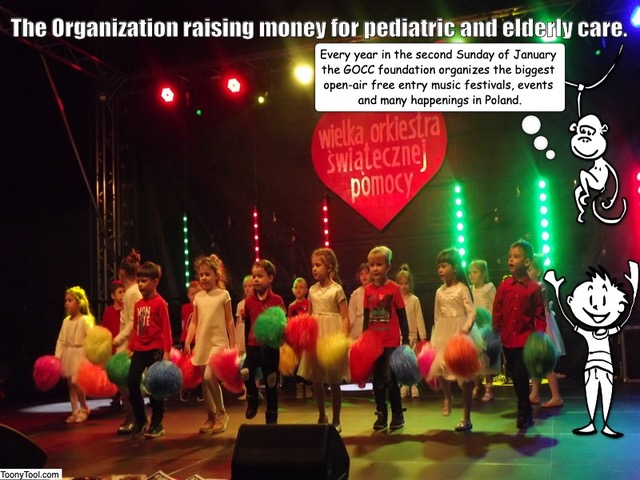 The Organization raising money for pediatric and elderly care.
Every year in the second Sunday of January
the GOCC foundation organizes the biggest
open-air free entry music festivals, events
and many happenings in Poland.
wielka orkiestra
świątecznej
pomocy
ToonyTool.com